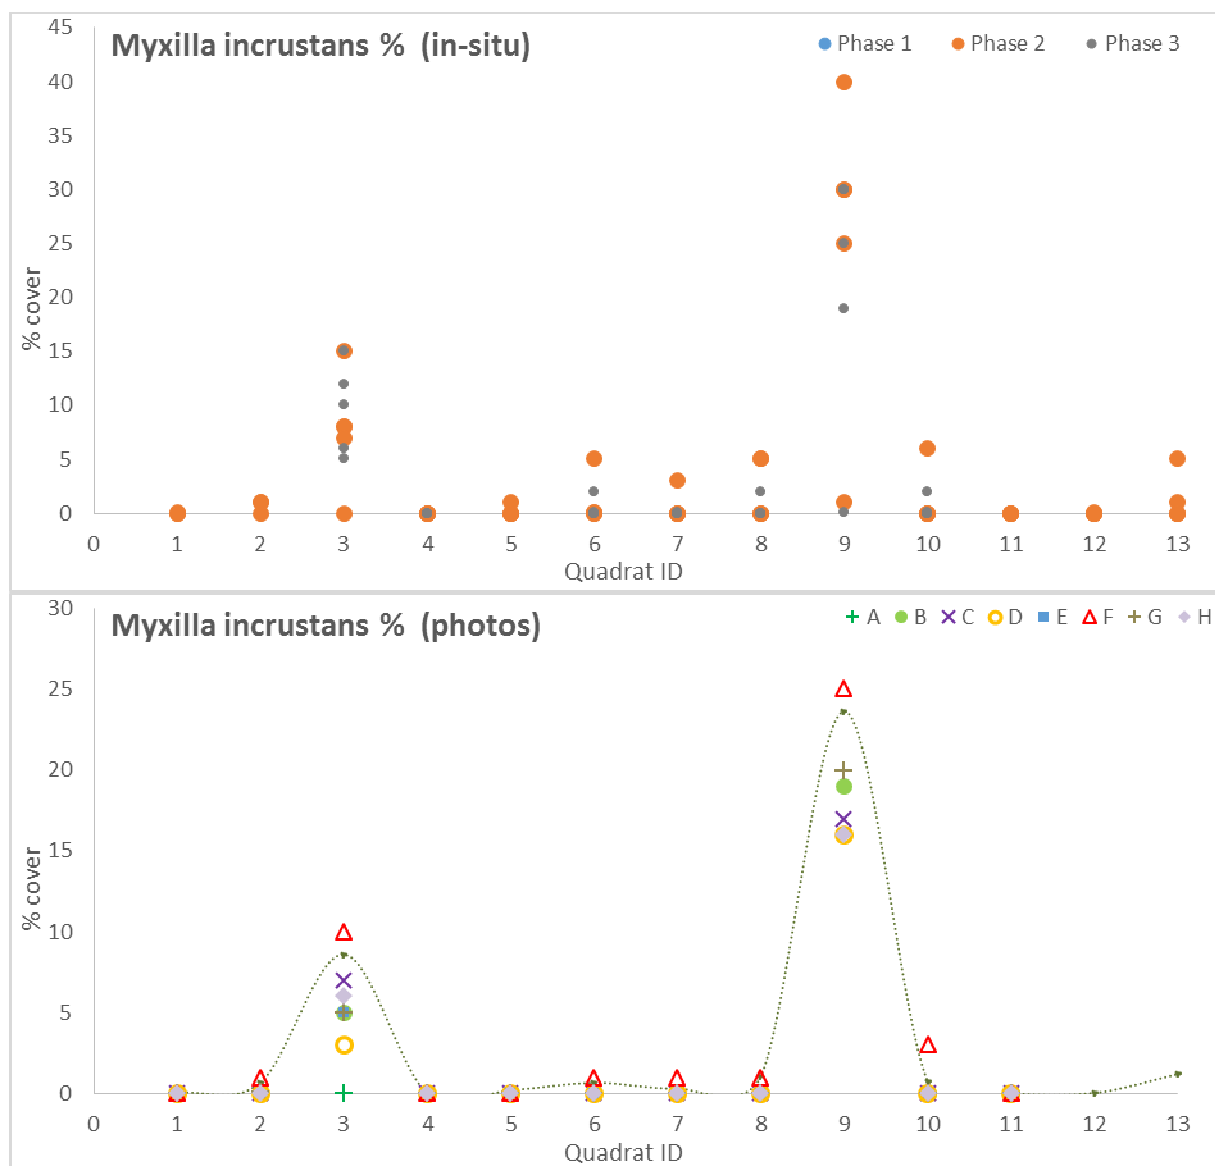 Myxilla incrustans % (in-situ)
Phase 1 Phase 2 Phase 3
45
40
35
30
25
20
15
10
5
0
% cover
0 1 2 3 4 5 6 7 8 9 10 11 12 13
Quadrat ID
Myxilla incrustans % (photos)
A B C D E F G H
30
25
20
15
10
5
0
% cover
0 1 2 3 4 5 6 7 8 9 10 11 12 13
Quadrat ID